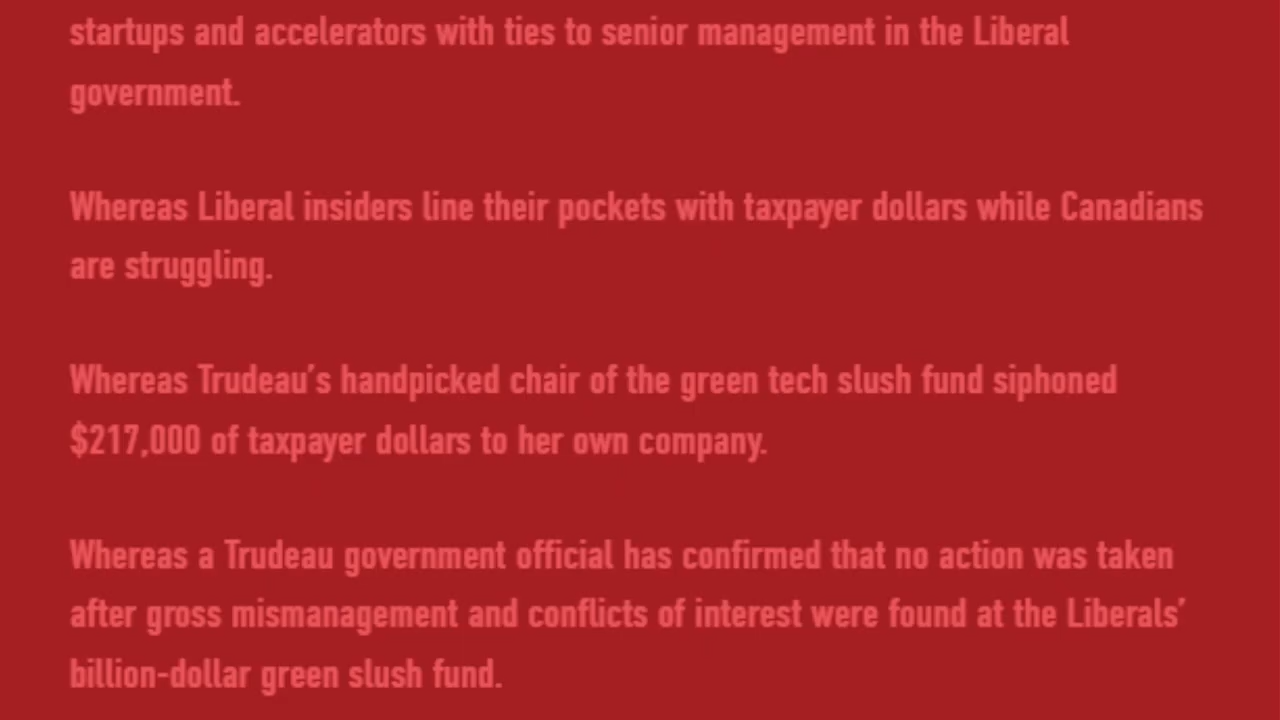 startups and accelerators with ties to senior management in the Liberal
government.
Whereas Liberal insiders line their pockets with taxpayer dollars while Canadians
are struggling.
Whereas Trudeau’s handpicked chair of the green tech slush fund siphoned
$217,000 of taxpayer dollars to her own company.
Whereas a Trudeau government official has confirmed that no action was taken
after gross mismanagement and conflicts of interest were found at the Liberals’
billion-dollar green slush fund.